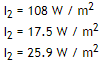 I₂ = 108 W / m²
I₂ = 17.5 W / m²
I₂ = 25.9 W / m²